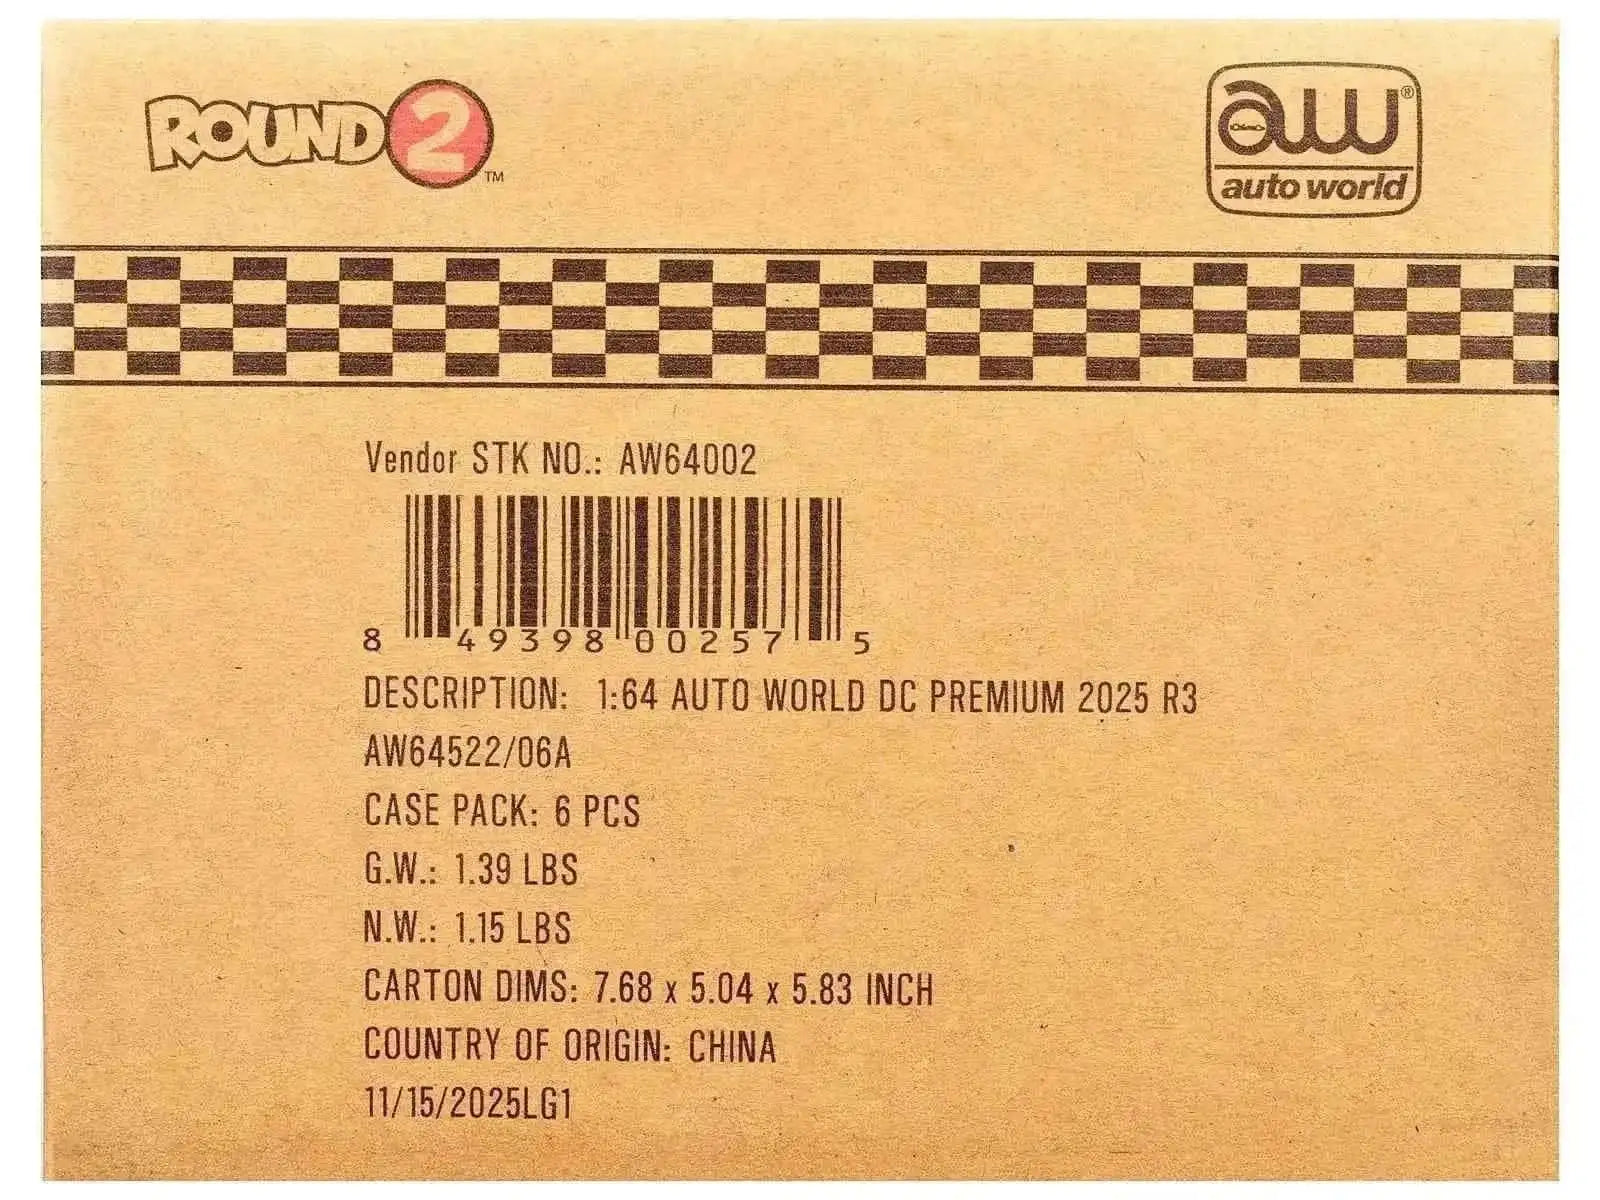 ROUND 2 ™
aw®
auto world
Vendor STK NO.: AW64002
8 49398 00257 5
DESCRIPTION: 1:64 AUTO WORLD DC PREMIUM 2025 R3
AW64522/06A
CASE PACK: 6 PCS
G.W.: 1.39 LBS
N.W.: 1.15 LBS
CARTON DIMS: 7.68 x 5.04 x 5.83 INCH
COUNTRY OF ORIGIN: CHINA
11/15/2025LG1